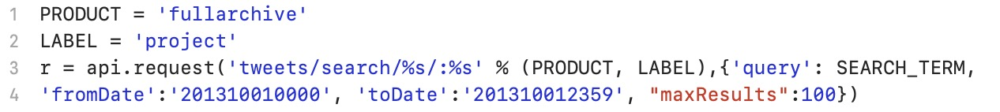 1 PRODUCT = 'fullarchive'
2 LABEL = 'project'
3 r = api.request('tweets/search/%s/:%s' % (PRODUCT, LABEL),{'query': SEARCH_TERM,
4 'fromDate':'201310010000', 'toDate':'201310012359', "maxResults":100})